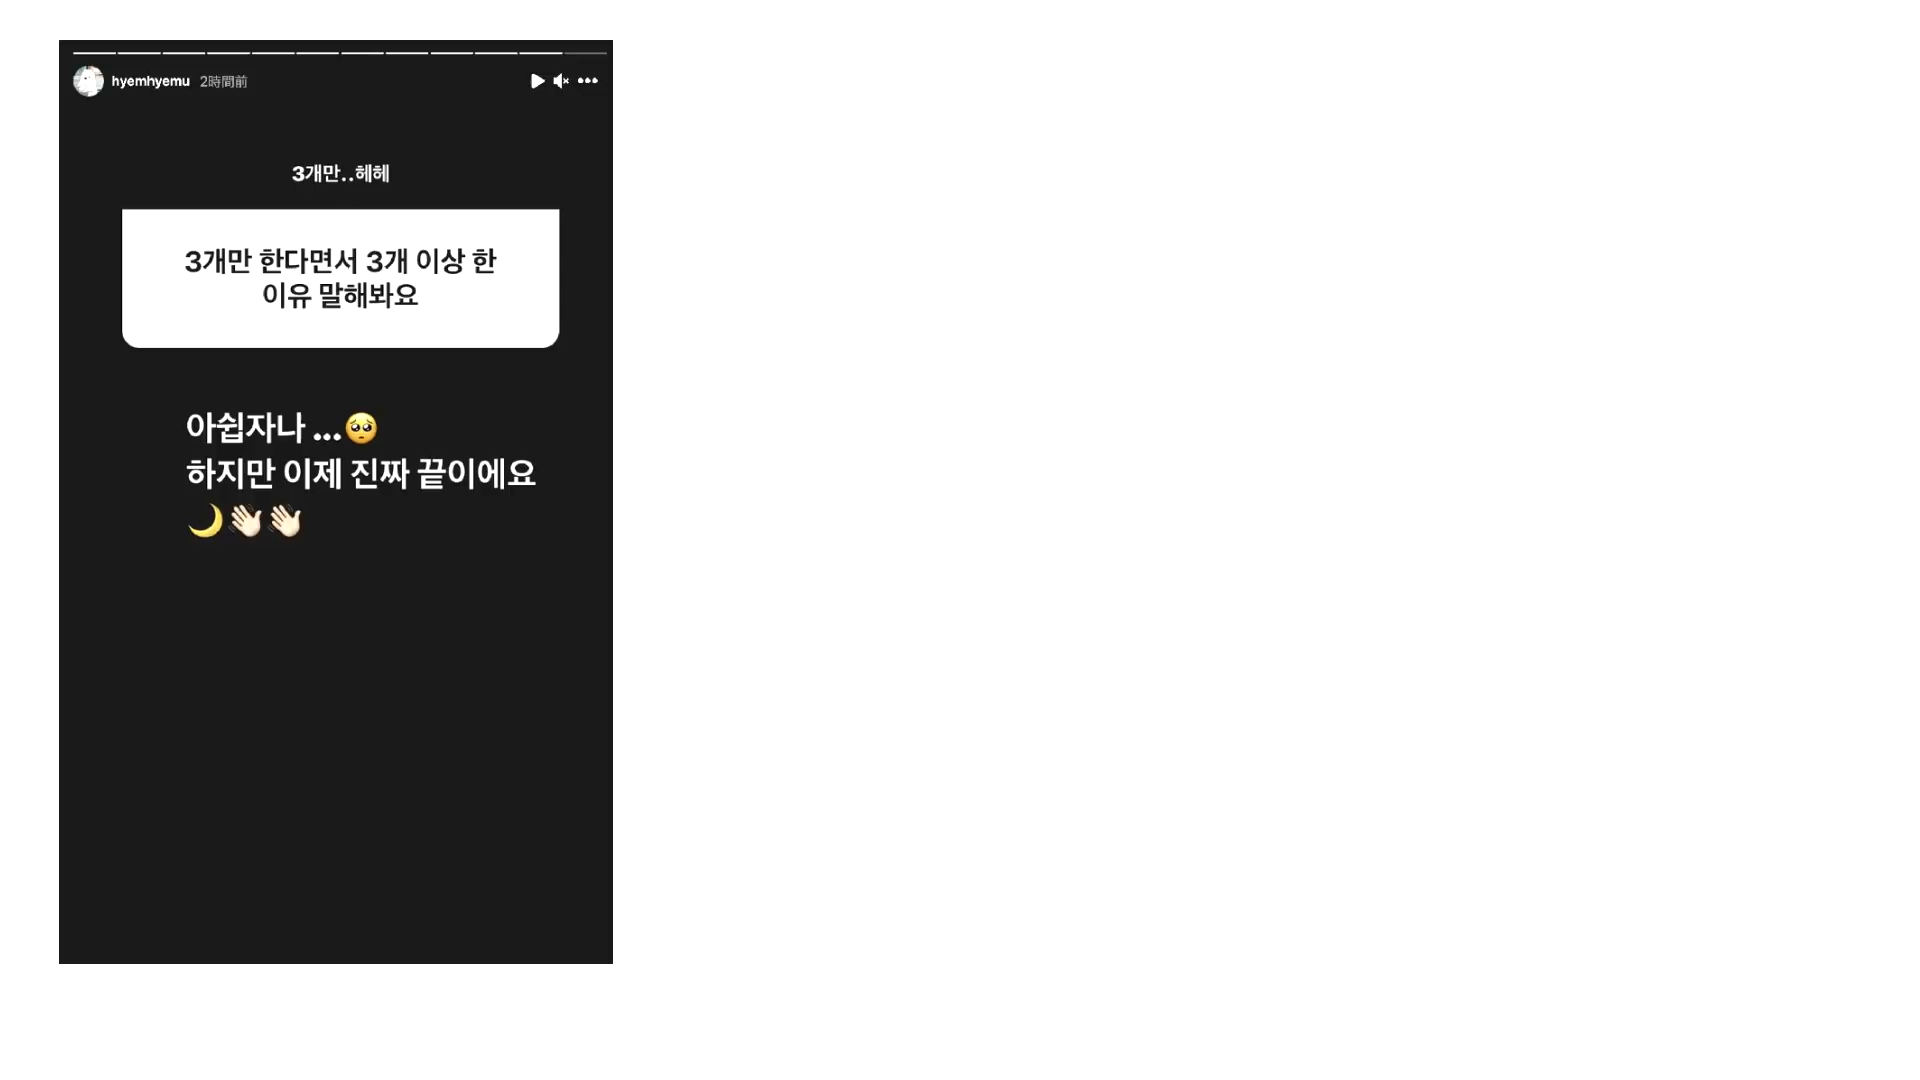 hyemhyemu 2時間前
3개만..헤헤
3개만 한다면서 3개 이상 한
이유 말해봐요
아쉽자나 ...🥺
하지만 이제 진짜 끝이에요
🌙👋🏻👋🏻